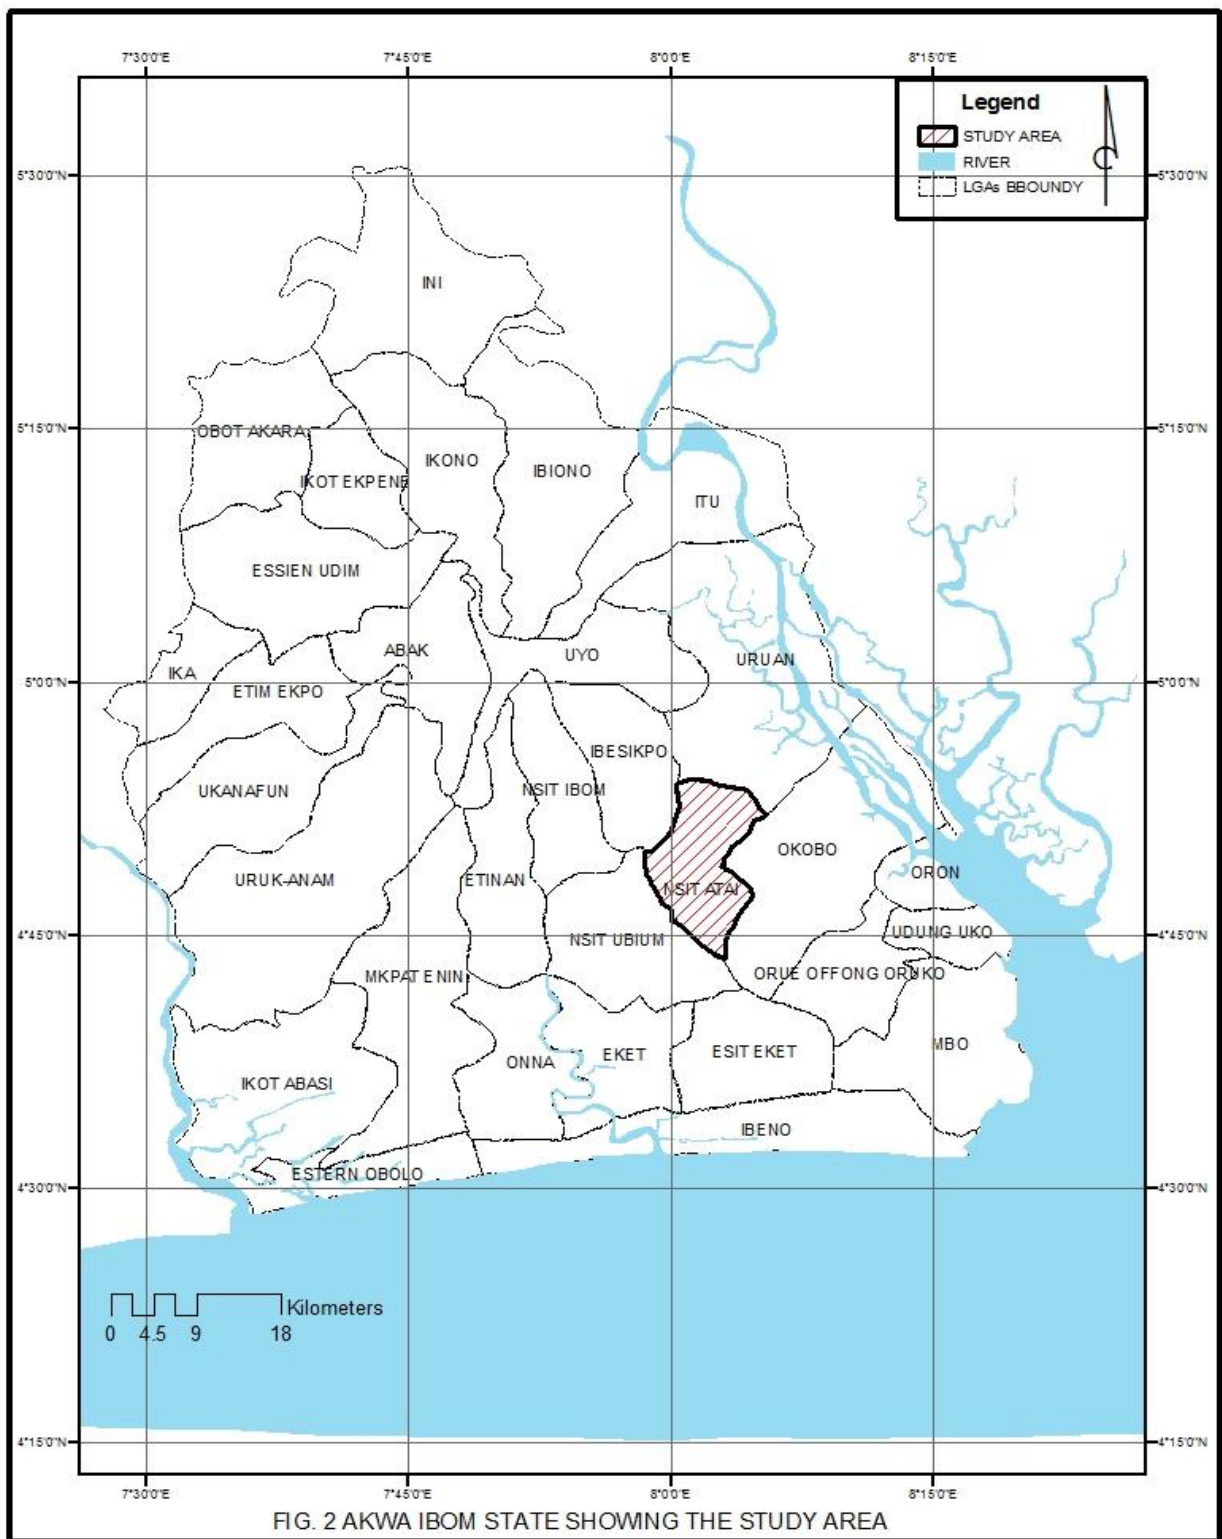 7°30'0"E 7°45'0"E 8°0'0"E 8°15'0"E
Legend
STUDY AREA
RIVER
LGAs BBOUNDY
5°30'0"N 5°30'0"N
INI
5°15'0"N 5°15'0"N
OBOT AKARA
IKONO
IBIONO
IKOT EKPENE
ITU
ESSIEN UDIM
ABAK
UYO
URUAN
IKA
5°0'0"N 5°0'0"N
ETIM EKPO
IBESIKPO
UKANAFUN
NSIT IBOM
OKOBO
ORON
URUK-ANAM
ETINAN
NSIT ATAI
UDUNG UKO
4°45'0"N 4°45'0"N
NSIT UBIUM
MKPAT ENIN
ORUE OFFONG ORUKO
MBO
ONNA
EKET
ESIT EKET
IKOT ABASI
IBENO
ESTERN OBOLO
4°30'0"N 4°30'0"N
Kilometers
0 4.5 9 18
4°15'0"N 4°15'0"N
7°30'0"E 7°45'0"E 8°0'0"E 8°15'0"E
FIG. 2 AKWA IBOM STATE SHOWING THE STUDY AREA